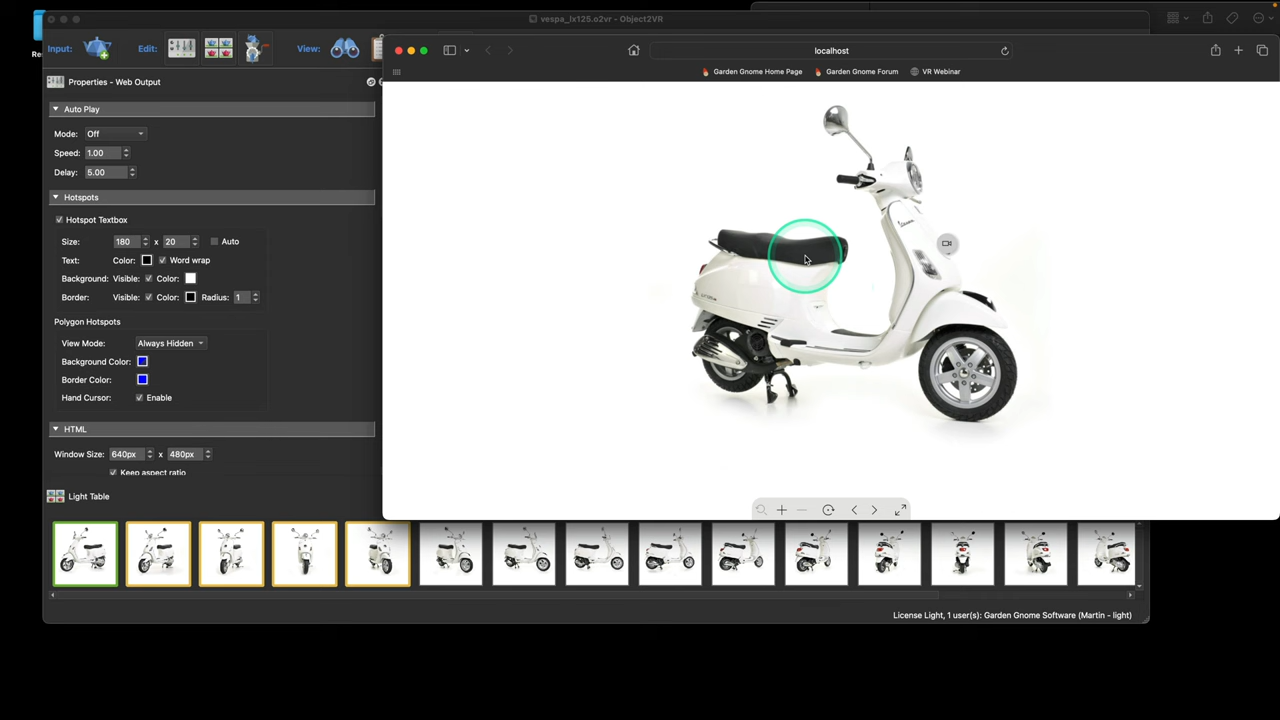 vespa_lx125.o2vr - Object2VR
Input:
Edit:
View:
localhost
Garden Gnome Home Page
Garden Gnome Forum
VR Webinar
Properties - Web Output
Auto Play
Mode: Off
Speed: 1.00
Delay: 5.00
Hotspots
Hotspot Textbox
Size: 180 x 20 Auto
Text: Color: Word wrap
Background: Visible: Color:
Border: Visible: Color: Radius: 1
Polygon Hotspots
View Mode: Always Hidden
Background Color:
Border Color:
Hand Cursor: Enable
HTML
Window Size: 640px x 480px
Keep aspect ratio
Light Table
Vespa
License Light, 1 user(s): Garden Gnome Software (Martin - light)